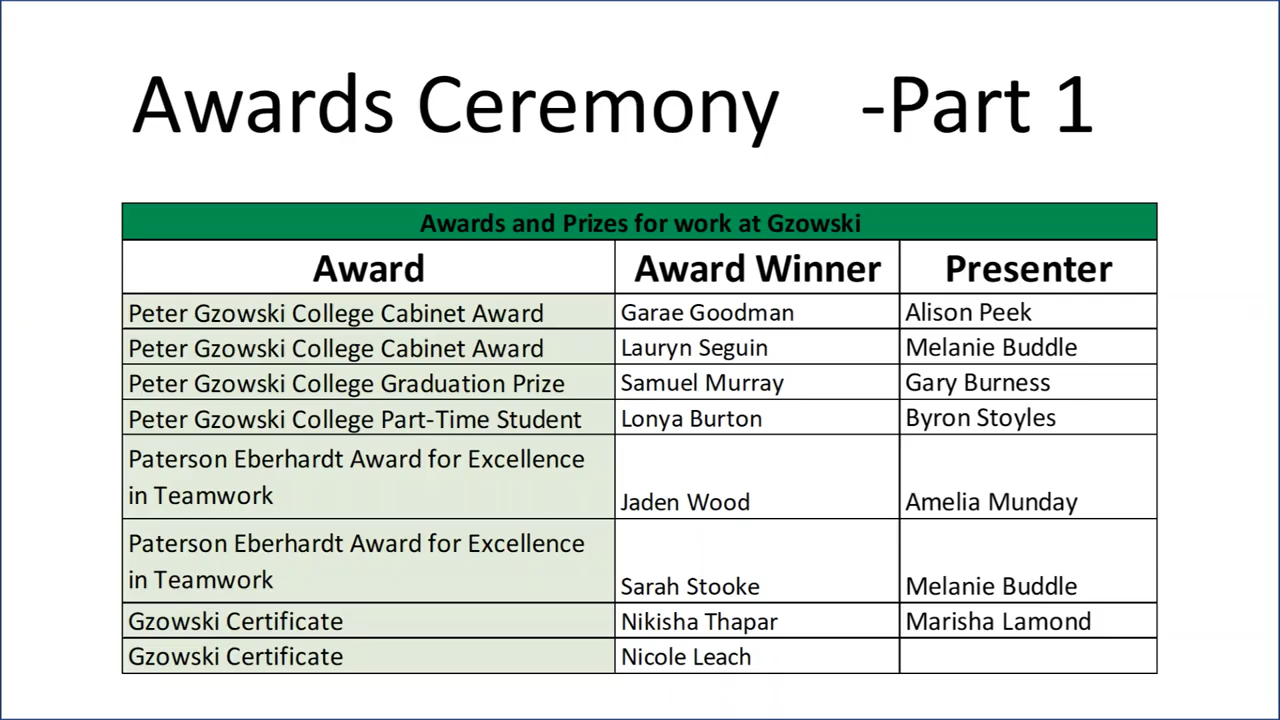 Awards Ceremony -Part 1
Awards and Prizes for work at Gzowski
Award Award Winner Presenter
Peter Gzowski College Cabinet Award Garae Goodman Alison Peek
Peter Gzowski College Cabinet Award Lauryn Seguin Melanie Buddle
Peter Gzowski College Graduation Prize Samuel Murray Gary Burness
Peter Gzowski College Part-Time Student Lonya Burton Byron Stoyles
Paterson Eberhardt Award for Excellence
in Teamwork Jaden Wood Amelia Munday
Paterson Eberhardt Award for Excellence
in Teamwork Sarah Stooke Melanie Buddle
Gzowski Certificate Nikisha Thapar Marisha Lamond
Gzowski Certificate Nicole Leach